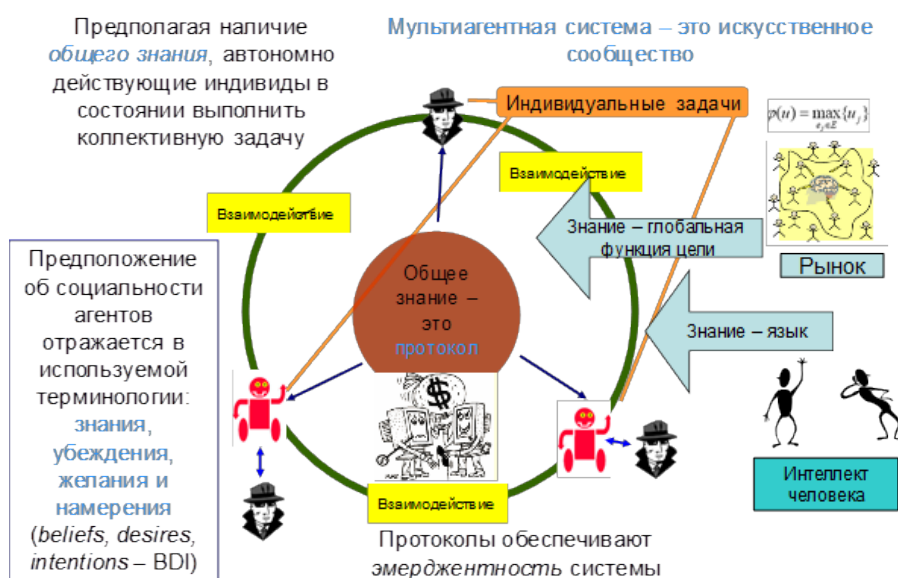 Предполагая наличие
общего знания, автономно
действующие индивиды в
состоянии выполнить
коллективную задачу
Мультиагентная система – это искусственное
сообщество
Индивидуальные задачи
φ(u) = max{u_j}
e_j∈E
Взаимодействие
Взаимодействие
Знание – глобальная
функция цели
Рынок
Предположение
об социальности
агентов
отражается в
используемой
терминологии:
знания,
убеждения,
желания и
намерения
(beliefs, desires,
intentions – BDI)
Общее
знание –
это
протокол
Знание – язык
$
Интеллект
человека
Взаимодействие
Протоколы обеспечивают
эмерджентность системы